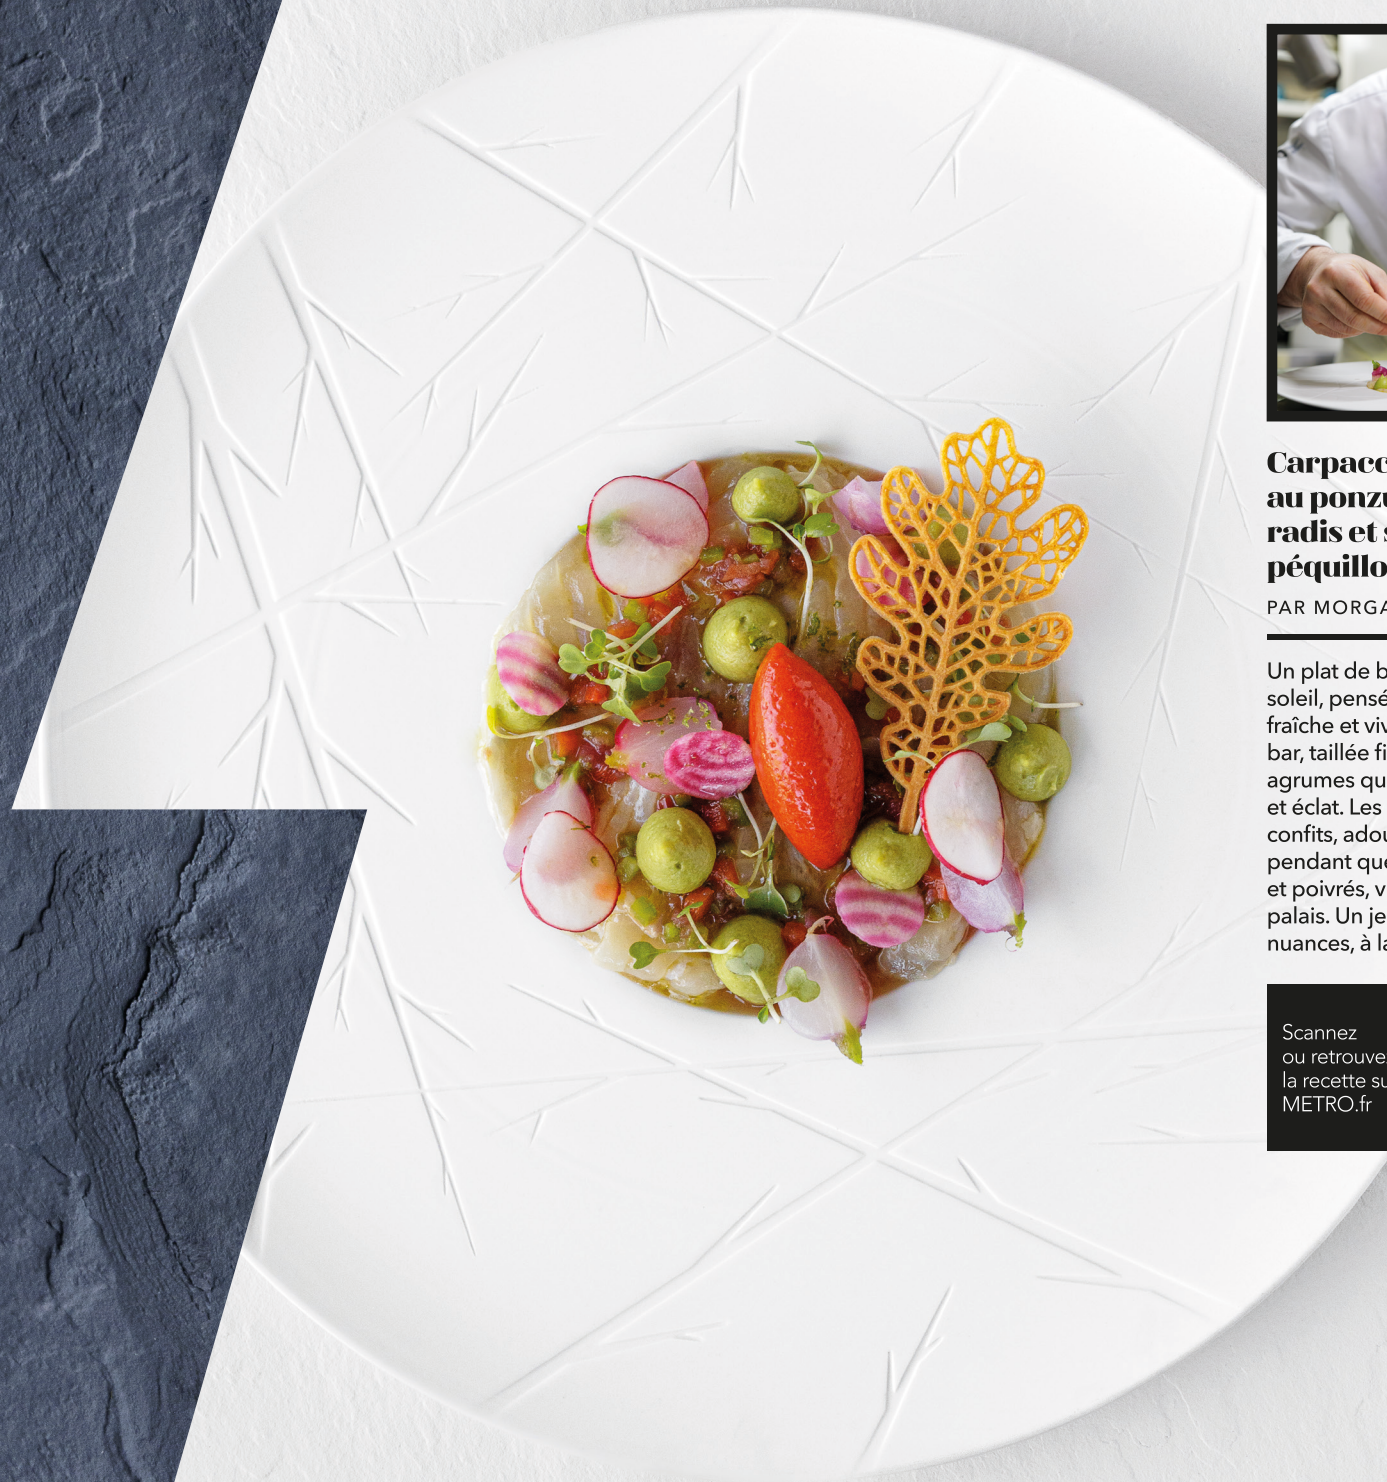 Carpacc
au ponzu
radis et s
péquillo
PAR MORGA
Un plat de b
soleil, pensé
fraîche et viv
bar, taillée fi
agrumes qu
et éclat. Les
confits, adou
pendant que
et poivrés, v
palais. Un je
nuances, à la
Scannez
ou retrouvez
la recette su
METRO.fr